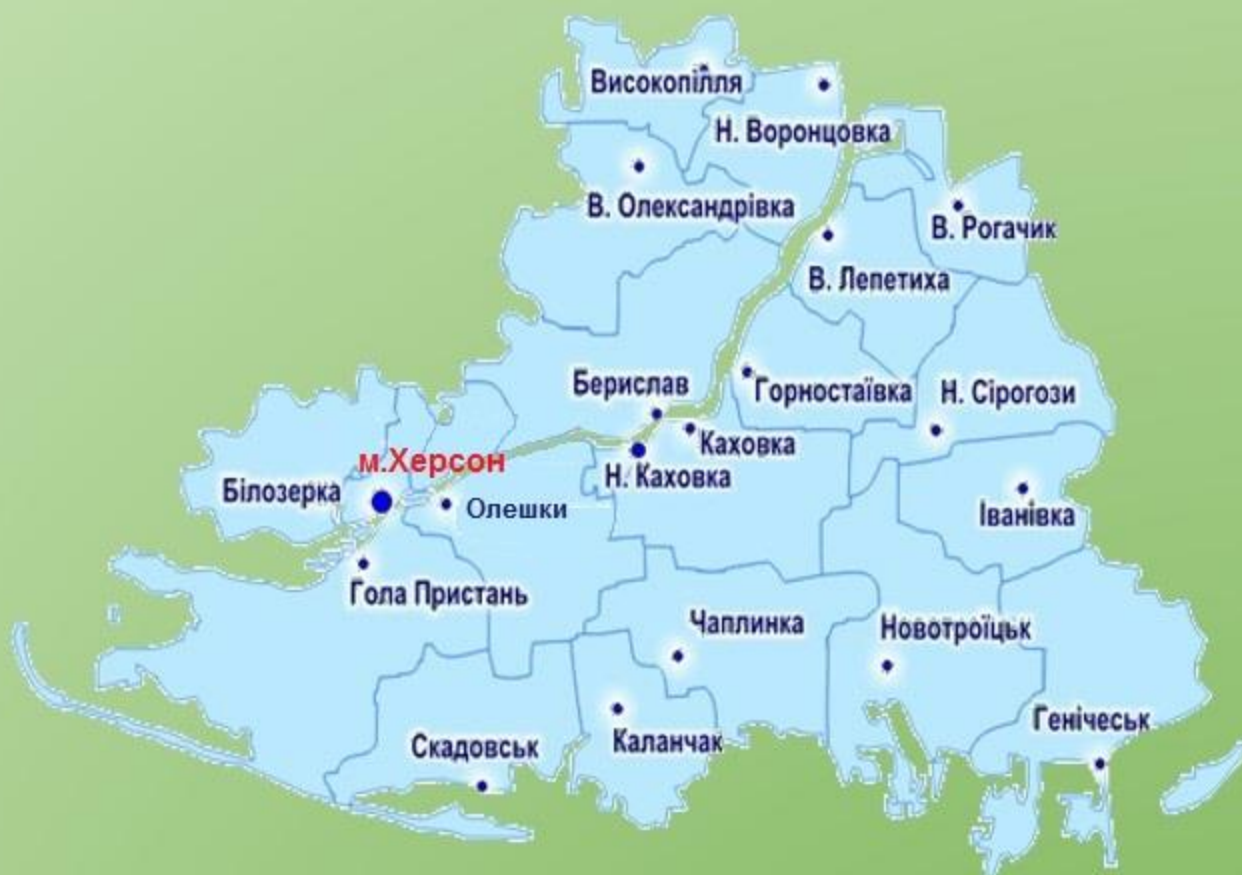 Високопілля
Н. Воронцовка
В. Олександрівка
В. Рогачик
В. Лепетиха
Берислав
Горностаївка
Н. Сірогози
Каховка
м.Херсон
Н. Каховка
Білозерка
Олешки
Іванівка
Гола Пристань
Чаплинка
Новотроїцьк
Генічеськ
Скадовськ
Каланчак